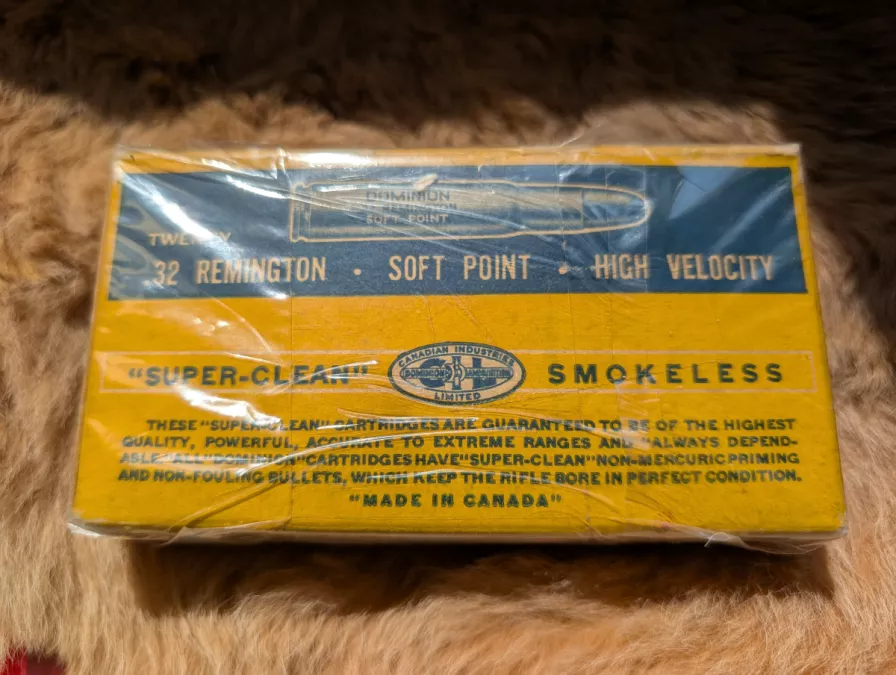 DOMINION
SOFT POINT
TWENTY
32 REMINGTON · SOFT POINT · HIGH VELOCITY
"SUPER-CLEAN"
CANADIAN INDUSTRIES
DOMINION CIL AMMUNITION
LIMITED
SMOKELESS
THESE "SUPER-CLEAN" CARTRIDGES ARE GUARANTEED TO BE OF THE HIGHEST
QUALITY, POWERFUL, ACCURATE TO EXTREME RANGES AND "ALWAYS DEPEND-
ABLE." ALL "DOMINION" CARTRIDGES HAVE "SUPER-CLEAN" NON-MERCURIC PRIMING
AND NON-FOULING BULLETS, WHICH KEEP THE RIFLE BORE IN PERFECT CONDITION.
"MADE IN CANADA"